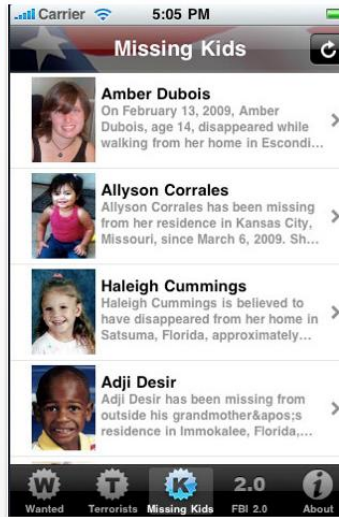 Carrier 5:05 PM
Missing Kids
Amber Dubois
On February 13, 2009, Amber
Dubois, age 14, disappeared while
walking from her home in Escondi...
Allyson Corrales
Allyson Corrales has been missing
from her residence in Kansas City,
Missouri, since March 6, 2009. Sh...
Haleigh Cummings
Haleigh Cummings is believed to
have disappeared from her home in
Satsuma, Florida, approximately...
Adji Desir
Adji Desir has been missing from
outside his grandmother&apos;s
residence in Immokalee, Florida,...
W T K 2.0 i
Wanted Terrorists Missing Kids FBI 2.0 About